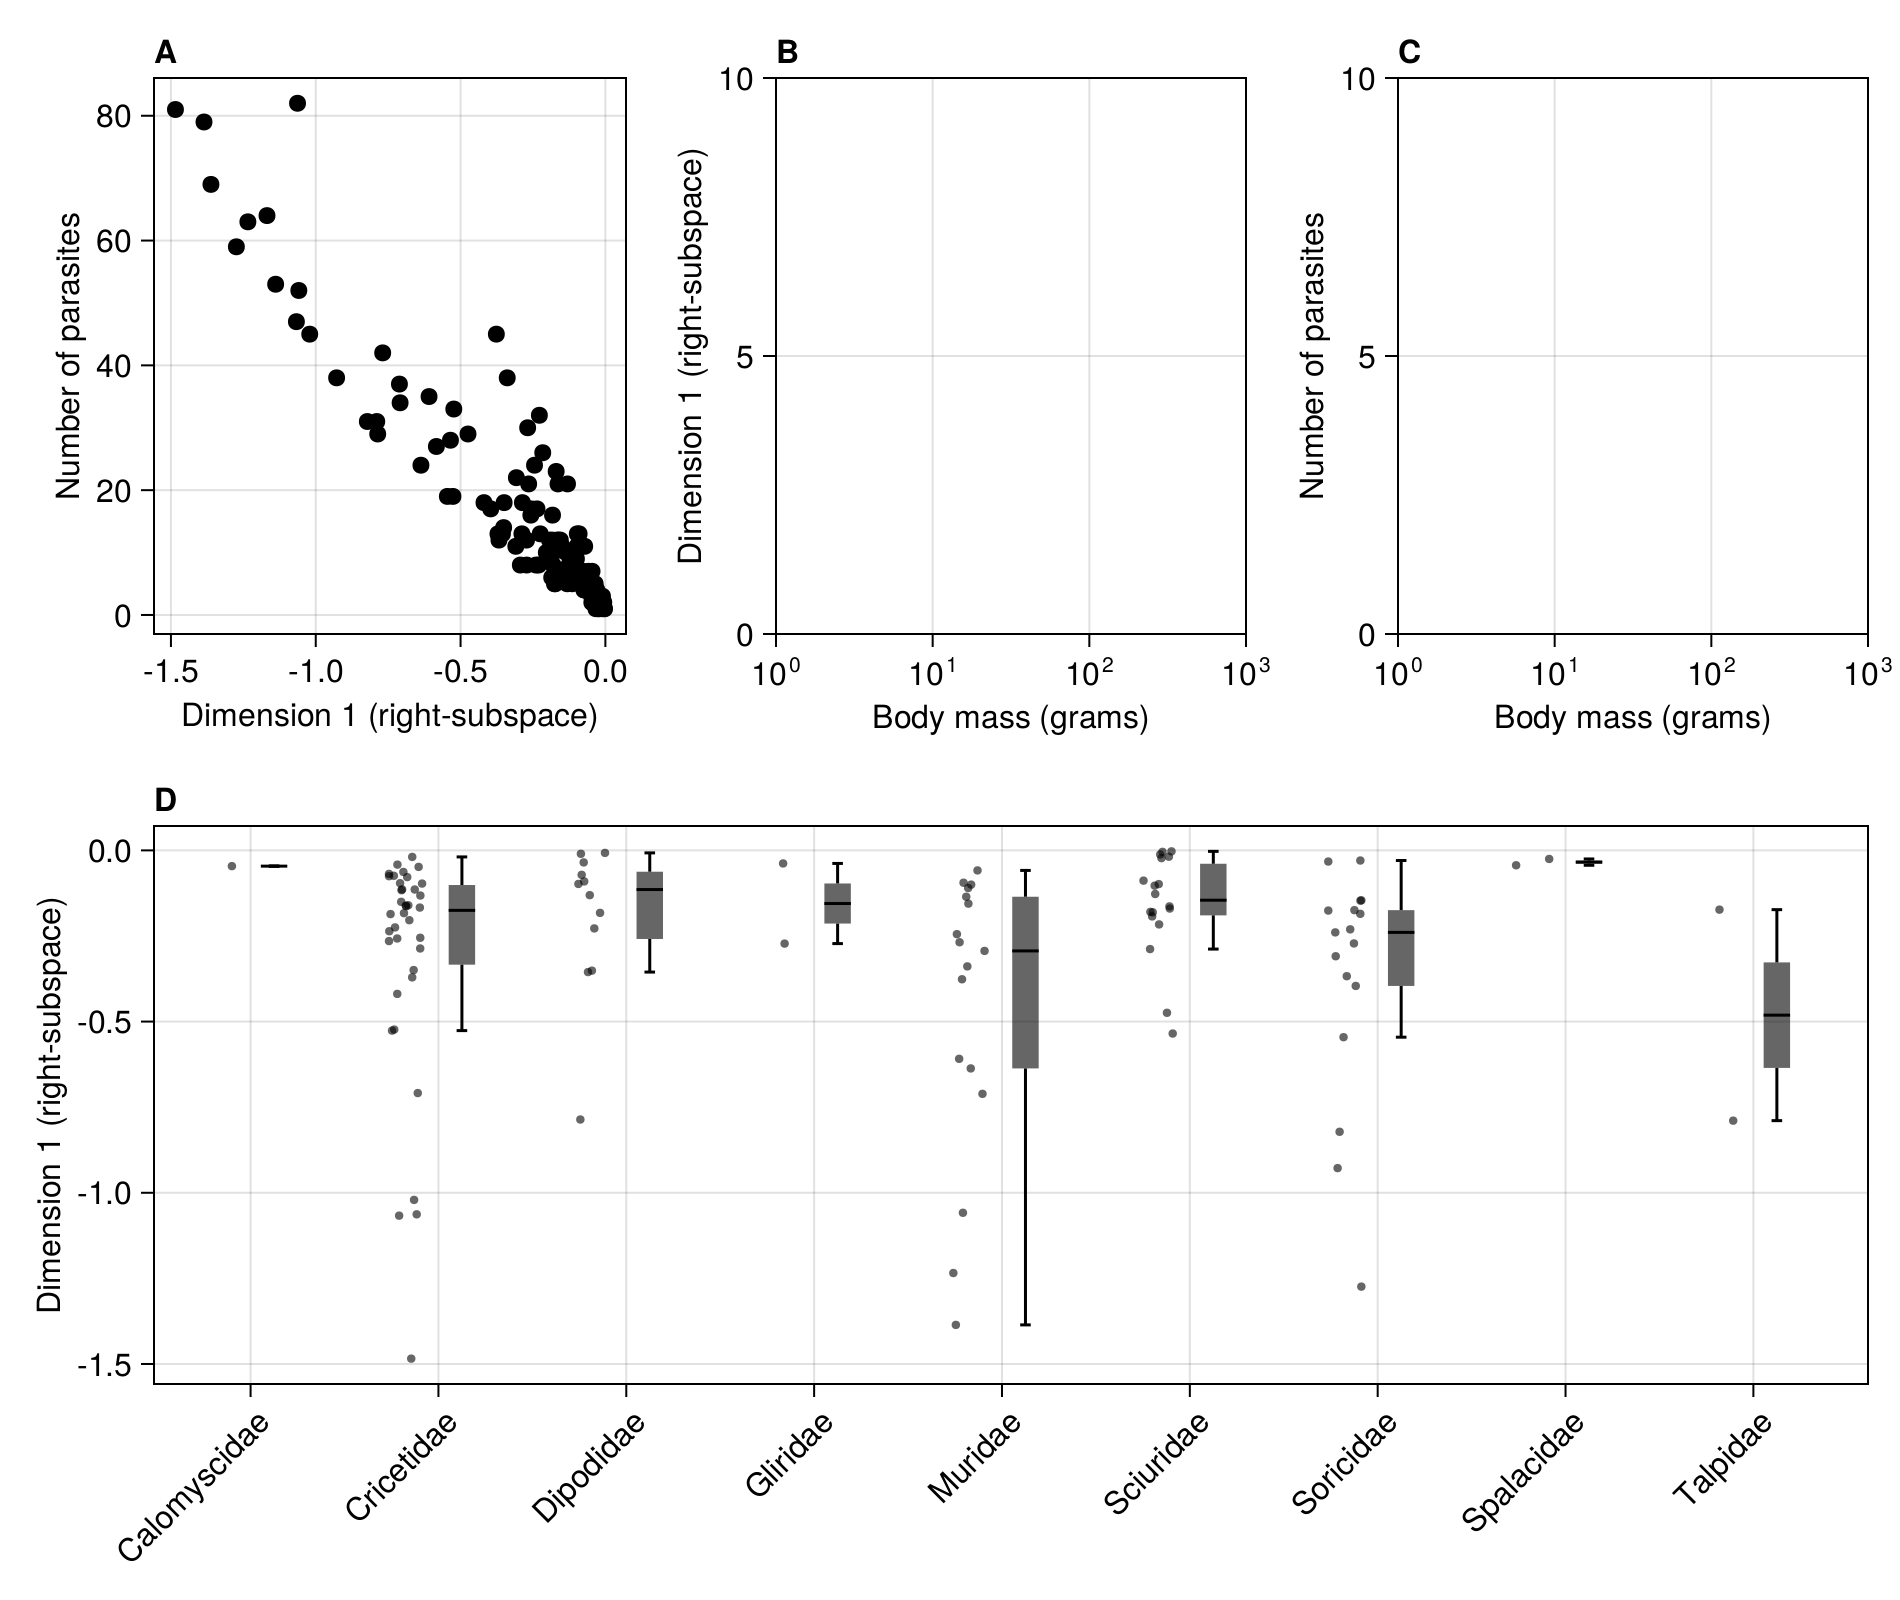 A
B
C
80
60
40
20
0
Number of parasites
-1.5
-1.0
-0.5
0.0
Dimension 1 (right-subspace)
10
5
0
Dimension 1 (right-subspace)
10⁰
10¹
10²
10³
Body mass (grams)
10
5
0
Number of parasites
10⁰
10¹
10²
10³
Body mass (grams)
D
0.0
-0.5
-1.0
-1.5
Dimension 1 (right-subspace)
Calomyscidae
Cricetidae
Dipodidae
Gliridae
Muridae
Sciuridae
Soricidae
Spalacidae
Talpidae